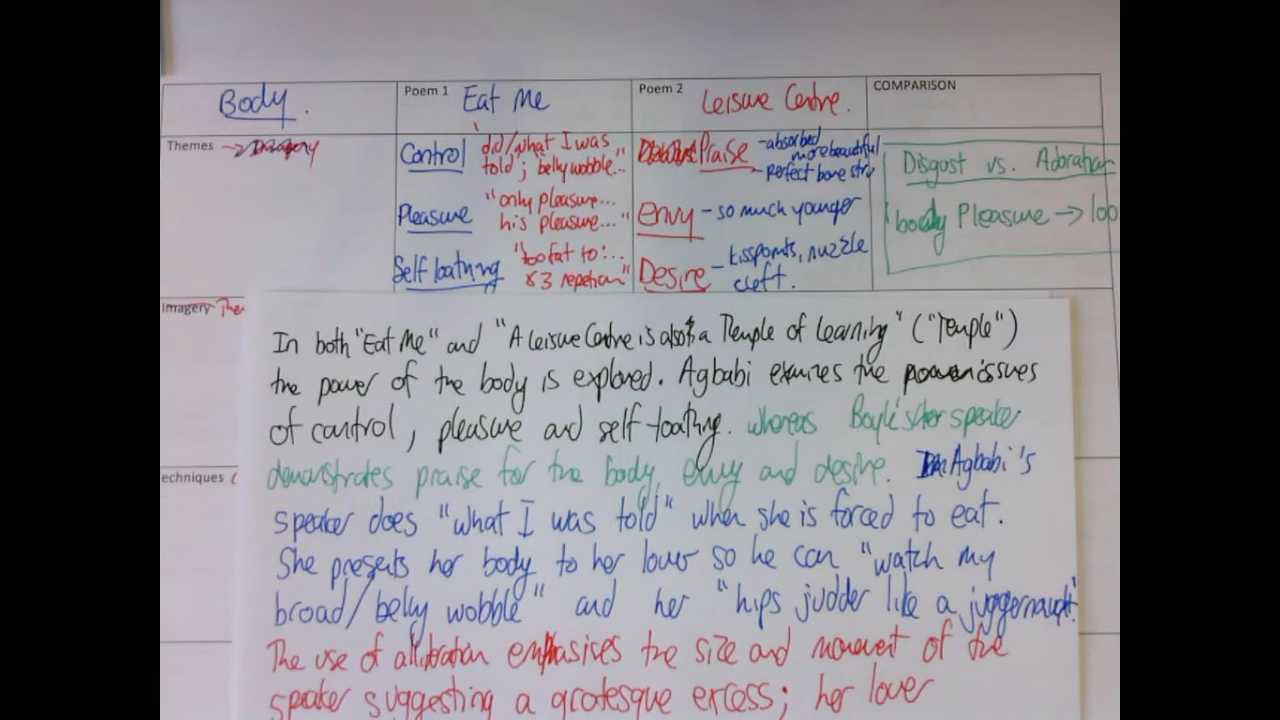 Body.
Poem 1 Eat Me
Poem 2 Leisure Centre.
COMPARISON
Themes →
Control "did/what I was
told"; belly wobble..."
Pleasure "only pleasure...
his pleasure..."
Self loathing "too fat to...
x3 repetition"
Praise - absorbed
more beautiful
- perfect bone str
Envy - so much younger
Desire - kisspoints, nuzzle
cleft.
Disgust vs. Adoration
body Pleasure →
Imagery The
echniques (
In both "Eat Me" and "A Leisure Centre is also a Temple of Learning" ("Temple")
the power of the body is explored. Agbabi examines the issues
of control, pleasure and self-loathing. whereas Boyle's speaker
demonstrates praise for the body, envy and desire. Agbabi's
speaker does "what I was told" when she is forced to eat.
She presents her body to her lover so he can "watch my
broad/belly wobble" and her "hips judder like a juggernaught".
The use of alliteration emphasises the size and movement of the
speaker suggesting a grotesque excess; her lover